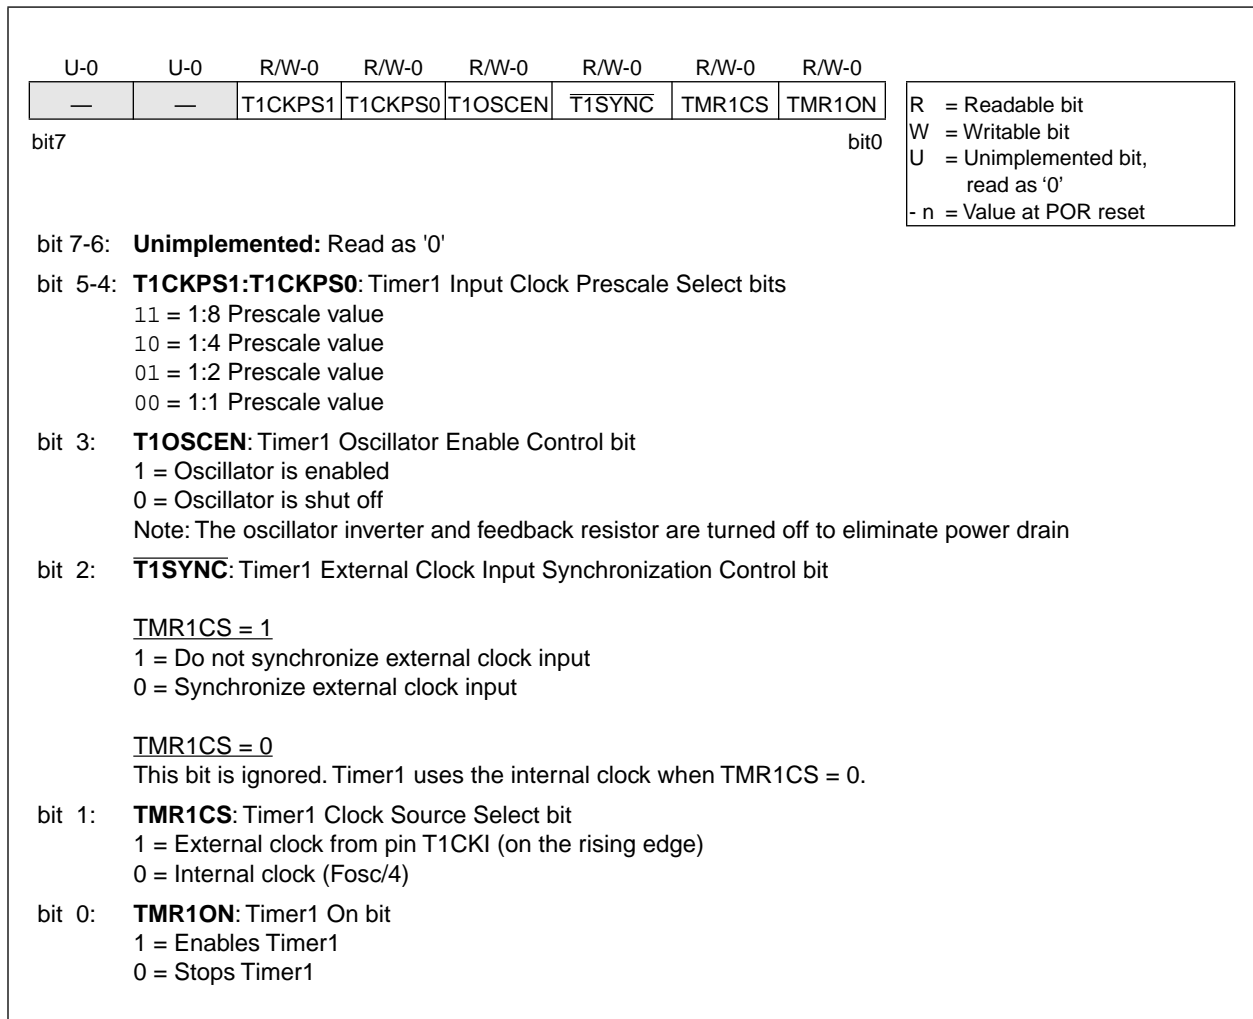 U-0 U-0 R/W-0 R/W-0 R/W-0 R/W-0 R/W-0 R/W-0
— — T1CKPS1 T1CKPS0 T1OSCEN T1SYNC TMR1CS TMR1ON
bit7 bit0
R = Readable bit
W = Writable bit
U = Unimplemented bit,
read as ‘0’
- n = Value at POR reset
bit 7-6: Unimplemented: Read as '0'
bit 5-4: T1CKPS1:T1CKPS0: Timer1 Input Clock Prescale Select bits
11 = 1:8 Prescale value
10 = 1:4 Prescale value
01 = 1:2 Prescale value
00 = 1:1 Prescale value
bit 3: T1OSCEN: Timer1 Oscillator Enable Control bit
1 = Oscillator is enabled
0 = Oscillator is shut off
Note: The oscillator inverter and feedback resistor are turned off to eliminate power drain
bit 2: T1SYNC: Timer1 External Clock Input Synchronization Control bit
TMR1CS = 1
1 = Do not synchronize external clock input
0 = Synchronize external clock input
TMR1CS = 0
This bit is ignored. Timer1 uses the internal clock when TMR1CS = 0.
bit 1: TMR1CS: Timer1 Clock Source Select bit
1 = External clock from pin T1CKI (on the rising edge)
0 = Internal clock (Fosc/4)
bit 0: TMR1ON: Timer1 On bit
1 = Enables Timer1
0 = Stops Timer1